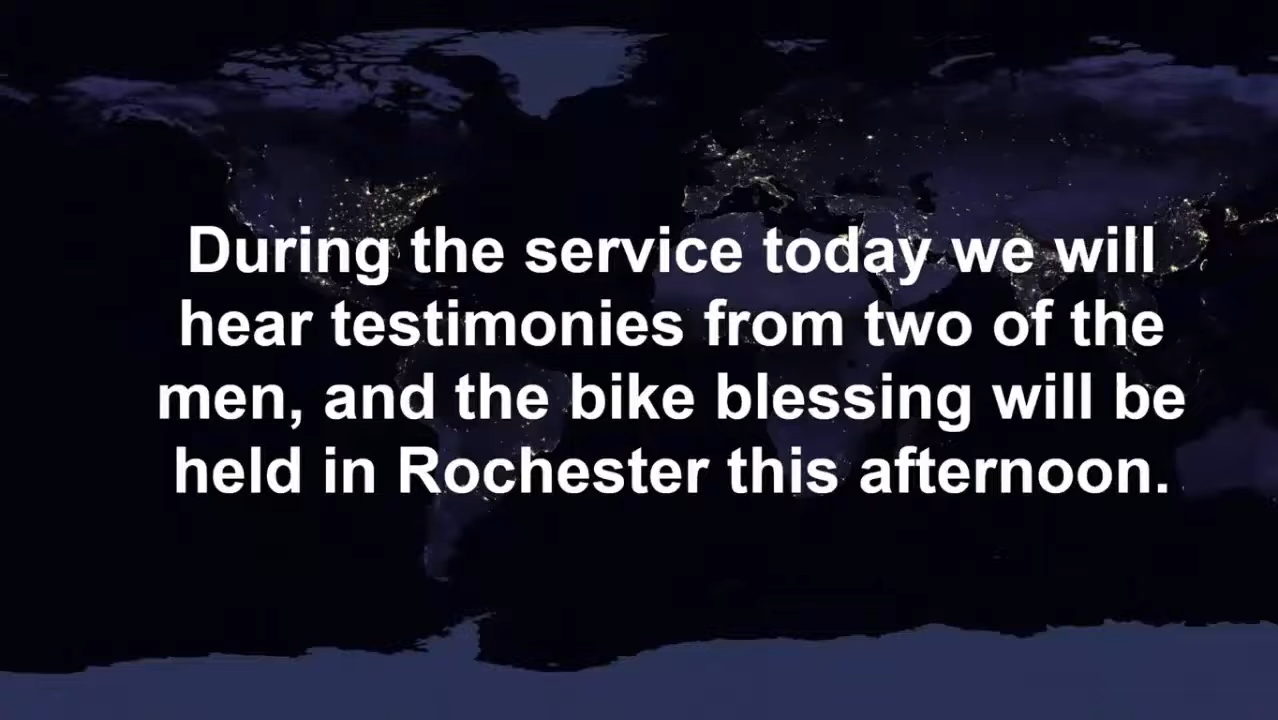 During the service today we will
hear testimonies from two of the
men, and the bike blessing will be
held in Rochester this afternoon.